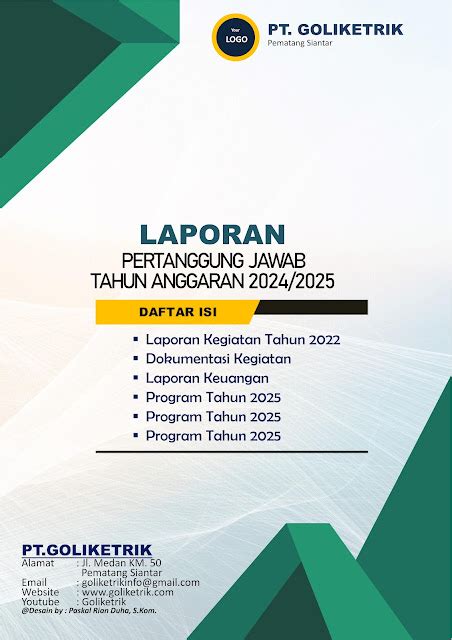 Your
LOGO
PT. GOLIKETRIK
Pematang Siantar
LAPORAN
PERTANGGUNG JAWAB
TAHUN ANGGARAN 2024/2025
DAFTAR ISI
▪ Laporan Kegiatan Tahun 2022
▪ Dokumentasi Kegiatan
▪ Laporan Keuangan
▪ Program Tahun 2025
▪ Program Tahun 2025
▪ Program Tahun 2025
PT.GOLIKETRIK
Alamat : Jl. Medan KM. 50
Pematang Siantar
Email : goliketrikinfo@gmail.com
Website : www.goliketrik.com
Youtube : Goliketrik
@Desain by : Paskal Rian Duha, S.Kom.